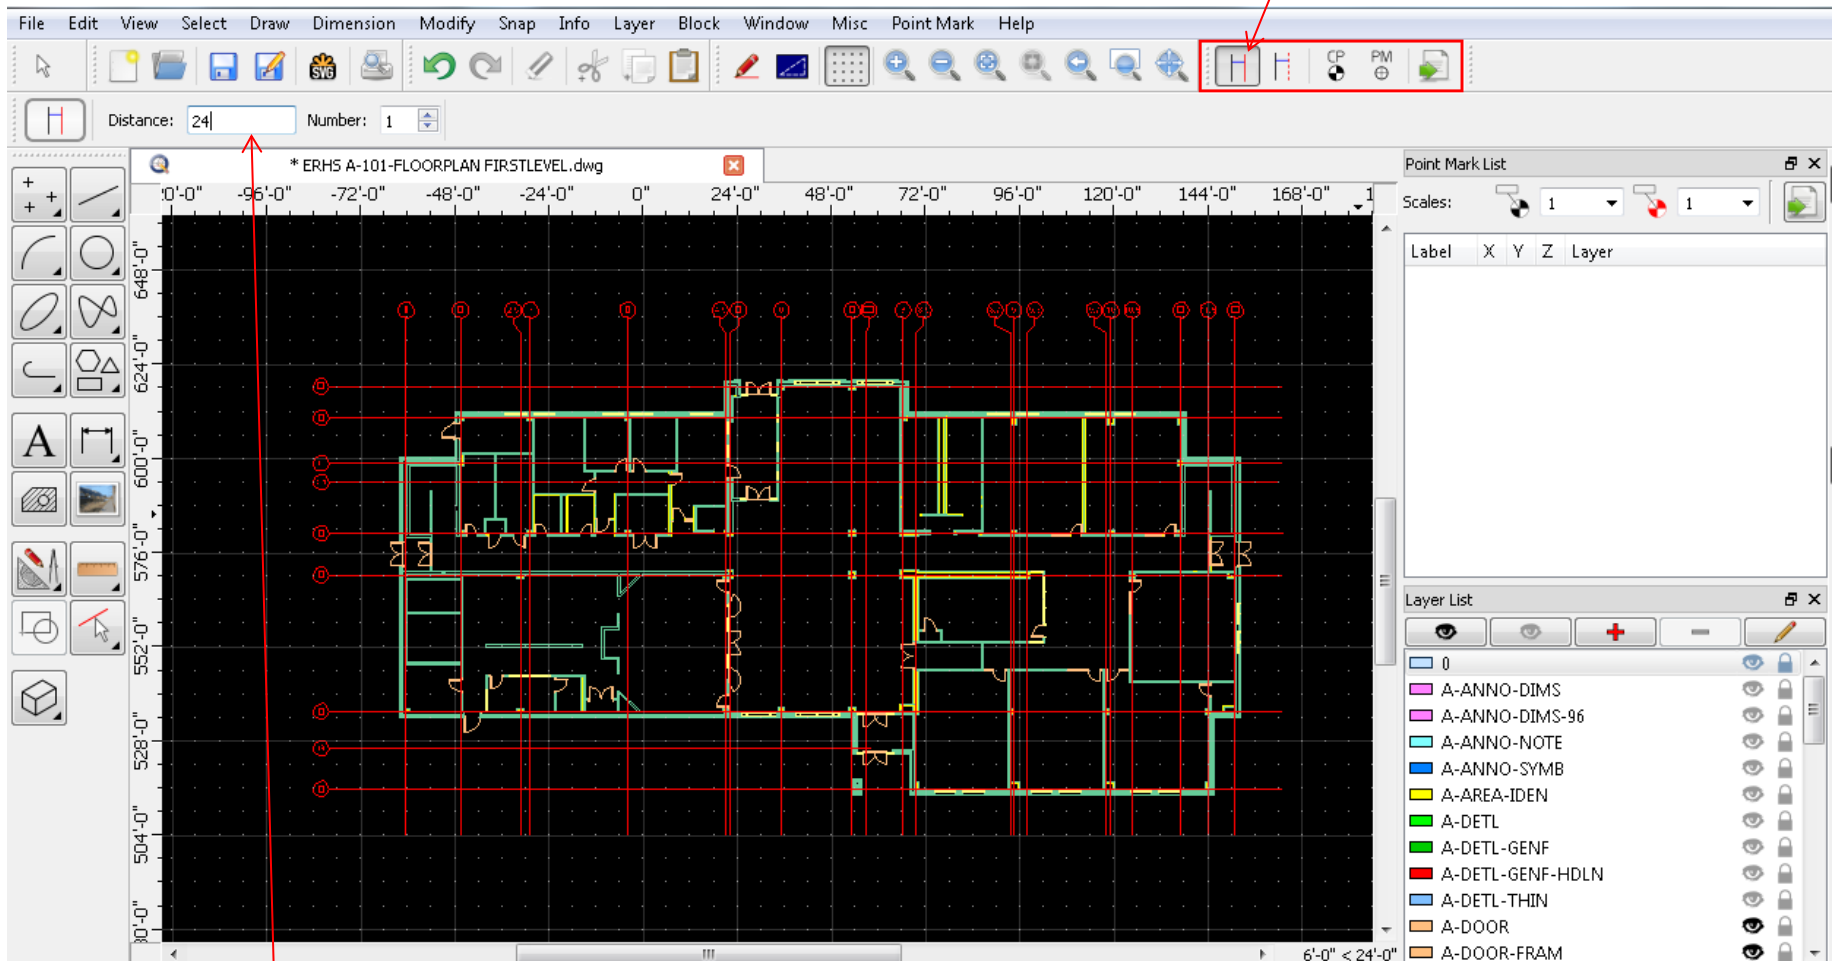 File Edit View Select Draw Dimension Modify Snap Info Layer Block Window Misc Point Mark Help
SVG CP PM
Distance: 24 Number: 1
* ERHS A-101-FLOORPLAN FIRSTLEVEL.dwg
Point Mark List
:0'-0" -96'-0" -72'-0" -48'-0" -24'-0" 0" 24'-0" 48'-0" 72'-0" 96'-0" 120'-0" 144'-0" 168'-0" 1
Scales: 1 1
Label X Y Z Layer
648'-0"
624'-0"
600'-0"
576'-0"
552'-0"
528'-0"
504'-0"
80'-0"
A
Layer List
0
A-ANNO-DIMS
A-ANNO-DIMS-96
A-ANNO-NOTE
A-ANNO-SYMB
A-AREA-IDEN
A-DETL
A-DETL-GENF
A-DETL-GENF-HDLN
A-DETL-THIN
A-DOOR
A-DOOR-FRAM
6'-0" < 24'-0"